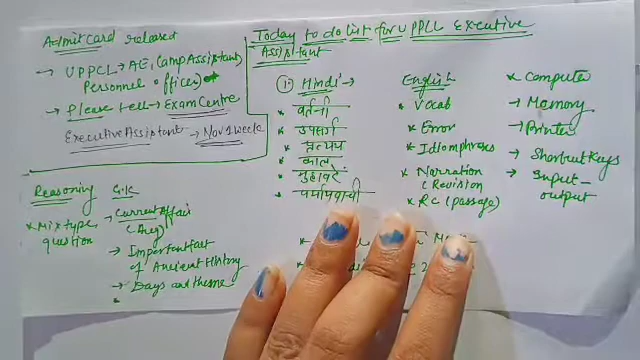 Admit card released
→ UPPCL → AE, Camp Assistant
Personnel officer
→ Please tell → Exam Centre
Executive Assistant → Nov 1 week
Today to do list for UPPCL Executive
Assistant
1. Hindi →
* वर्तनी
* उपसर्ग
* प्रत्यय
* काल
* मुहावरे
* पर्यायवाची
English
* Vocab
* Error
* Idiom phrases
* Narration
(Revision
* RC (passage)
* Computer
→ Memory
→ Printer
→ Shortcut Keys
→ Input-
output
Reasoning
* Mix type
question
G.K
→ Current Affair
(Aug)
→ Important fact
of Ancient History
→ Days and theme